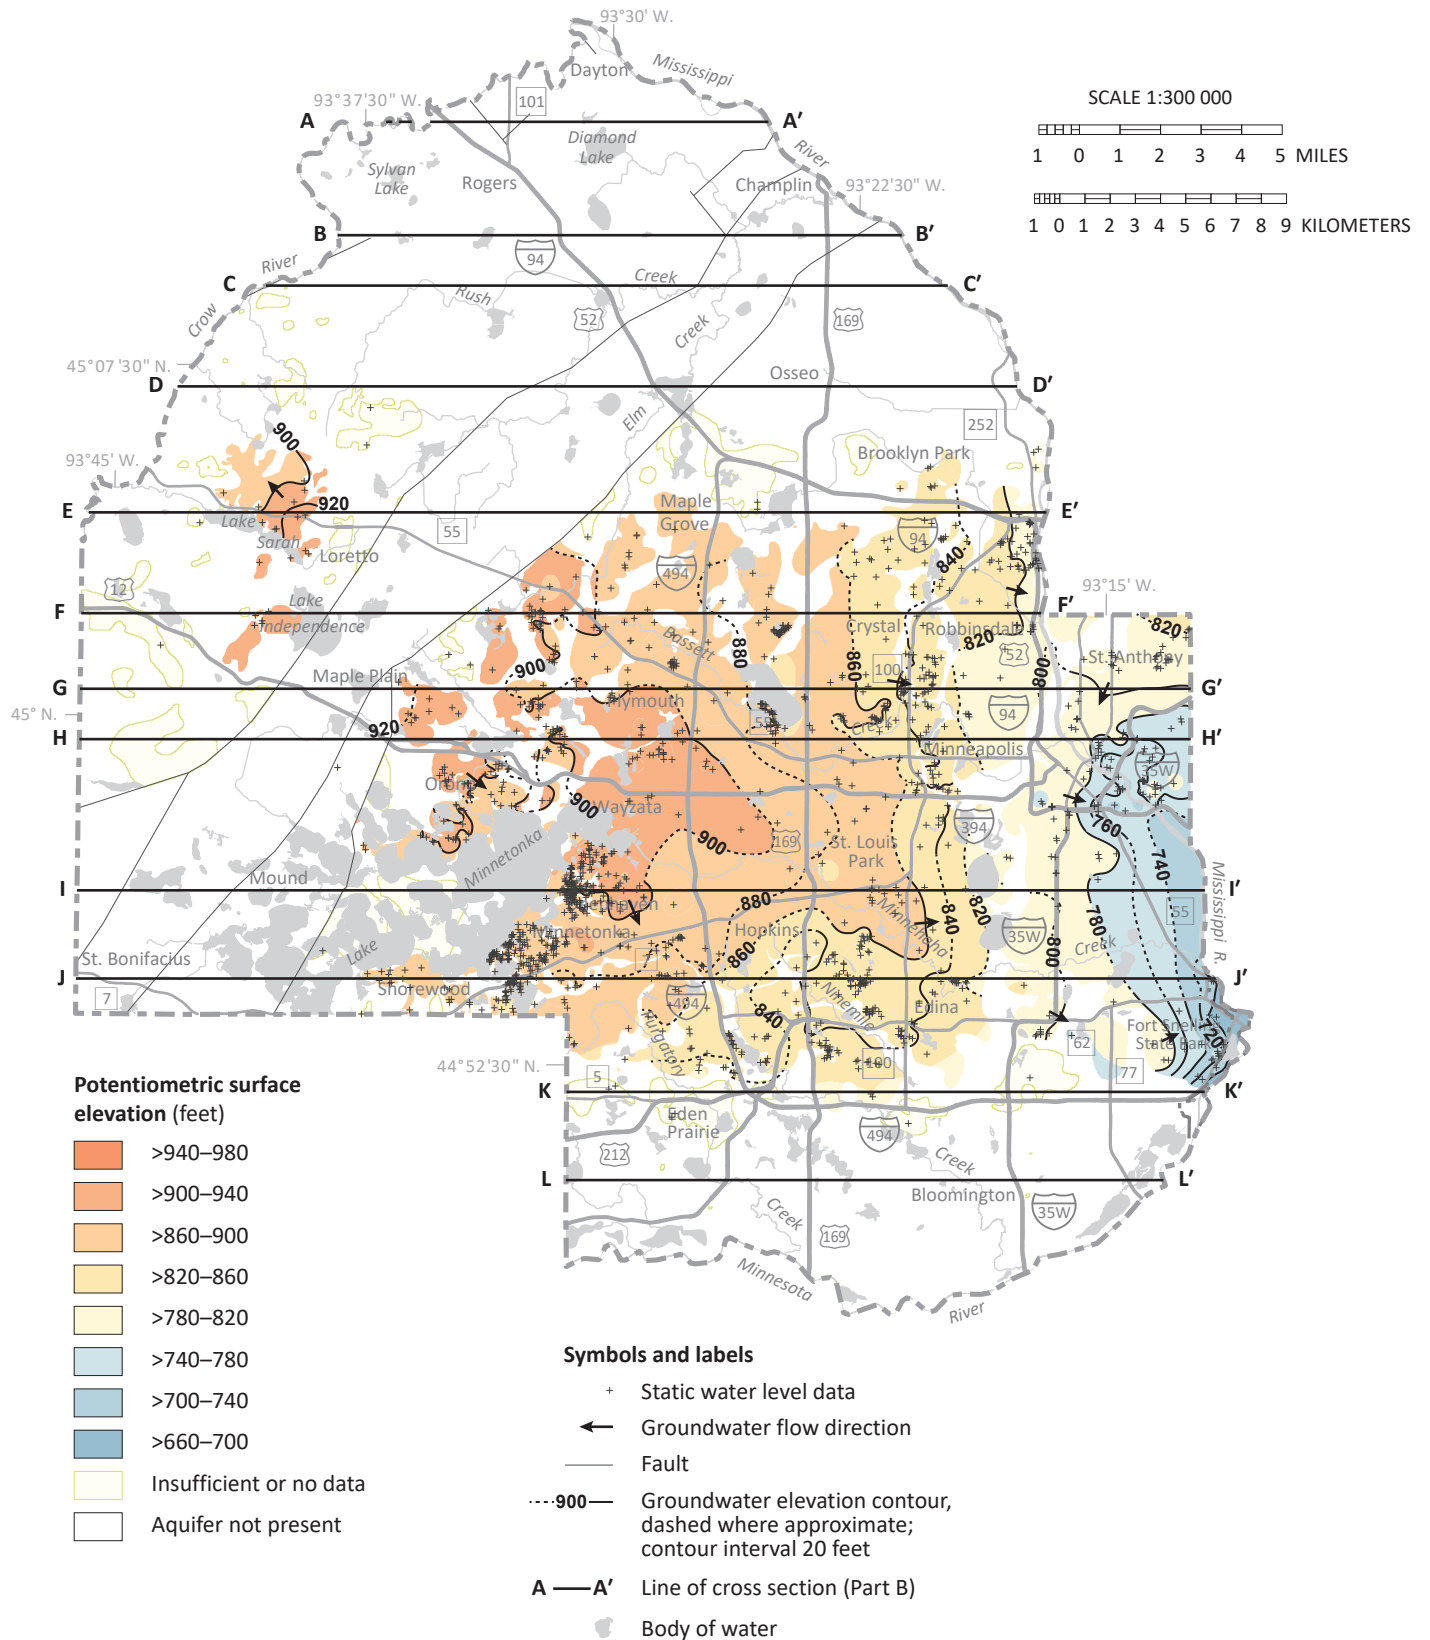 93°30' W.
Dayton
Mississippi
93°37'30" W.
101
SCALE 1:300 000
A
A′
Diamond
Lake
River
1 0 1 2 3 4 5 MILES
Sylvan
Lake
Rogers
Champlin
93°22'30" W.
1 0 1 2 3 4 5 6 7 8 9 KILOMETERS
B
B′
94
River
Creek
C
C′
Rush
Crow
52
Creek
169
45°07'30" N.
Osseo
D
D′
Elm
252
900
Brooklyn Park
93°45' W.
Maple
Grove
920
E
E′
Lake
Sarah
55
94
Loretto
840
494
12
93°15' W.
Lake
Independence
F
F′
Bassett
Crystal
Robbinsdale
820
820
880
52
St. Anthony
900
860
100
800
Maple Plain
G
G′
Plymouth
94
45° N.
55
Creek
920
H
H′
Minneapolis
35W
Orono
900
Wayzata
394
760
900
169
St. Louis
Park
740
Minnetonka
Mississippi R.
Mound
I
I′
Deephaven
880
840
820
780
55
Minnehaha
Minnetonka
Hopkins
35W
Creek
860
800
Lake
St. Bonifacius
7
J
J′
Shorewood
7
494
Ninemile
Edina
840
Fort Snelling
State Park
720
Purgatory
62
44°52'30" N.
100
77
5
K
K′
Eden
Prairie
494
212
Creek
L
L′
Bloomington
Creek
35W
169
Minnesota
River
Potentiometric surface
elevation (feet)
>940–980
>900–940
>860–900
>820–860
>780–820
>740–780
>700–740
>660–700
Insufficient or no data
Aquifer not present
Symbols and labels
Static water level data
Groundwater flow direction
Fault
900 Groundwater elevation contour,
dashed where approximate;
contour interval 20 feet
A A′ Line of cross section (Part B)
Body of water